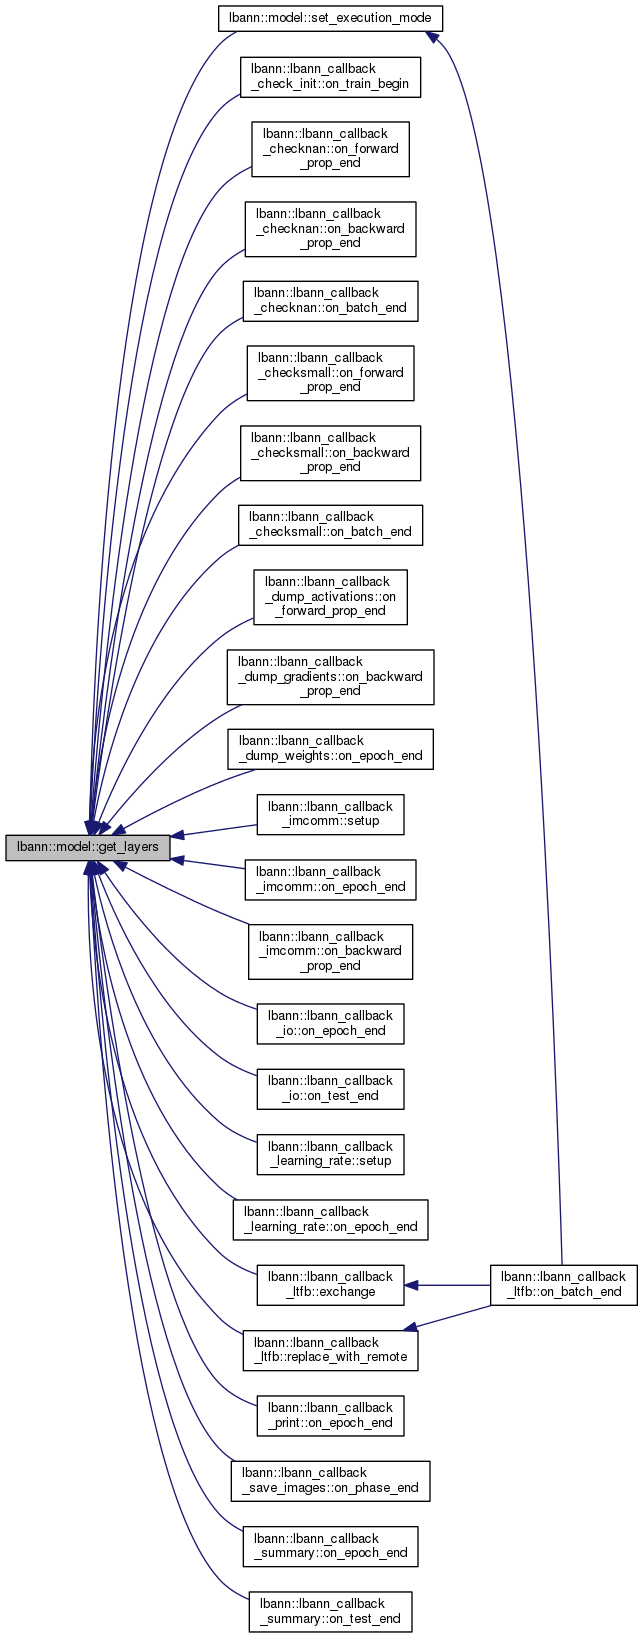 lbann::model::set_execution_mode
lbann::lbann_callback
_check_init::on_train_begin
lbann::lbann_callback
_checknan::on_forward
_prop_end
lbann::lbann_callback
_checknan::on_backward
_prop_end
lbann::lbann_callback
_checknan::on_batch_end
lbann::lbann_callback
_checksmall::on_forward
_prop_end
lbann::lbann_callback
_checksmall::on_backward
_prop_end
lbann::lbann_callback
_checksmall::on_batch_end
lbann::lbann_callback
_dump_activations::on
_forward_prop_end
lbann::lbann_callback
_dump_gradients::on_backward
_prop_end
lbann::lbann_callback
_dump_weights::on_epoch_end
lbann::lbann_callback
_imcomm::setup
lbann::model::get_layers
lbann::lbann_callback
_imcomm::on_epoch_end
lbann::lbann_callback
_imcomm::on_backward
_prop_end
lbann::lbann_callback
_io::on_epoch_end
lbann::lbann_callback
_io::on_test_end
lbann::lbann_callback
_learning_rate::setup
lbann::lbann_callback
_learning_rate::on_epoch_end
lbann::lbann_callback
_ltfb::exchange
lbann::lbann_callback
_ltfb::on_batch_end
lbann::lbann_callback
_ltfb::replace_with_remote
lbann::lbann_callback
_print::on_epoch_end
lbann::lbann_callback
_save_images::on_phase_end
lbann::lbann_callback
_summary::on_epoch_end
lbann::lbann_callback
_summary::on_test_end